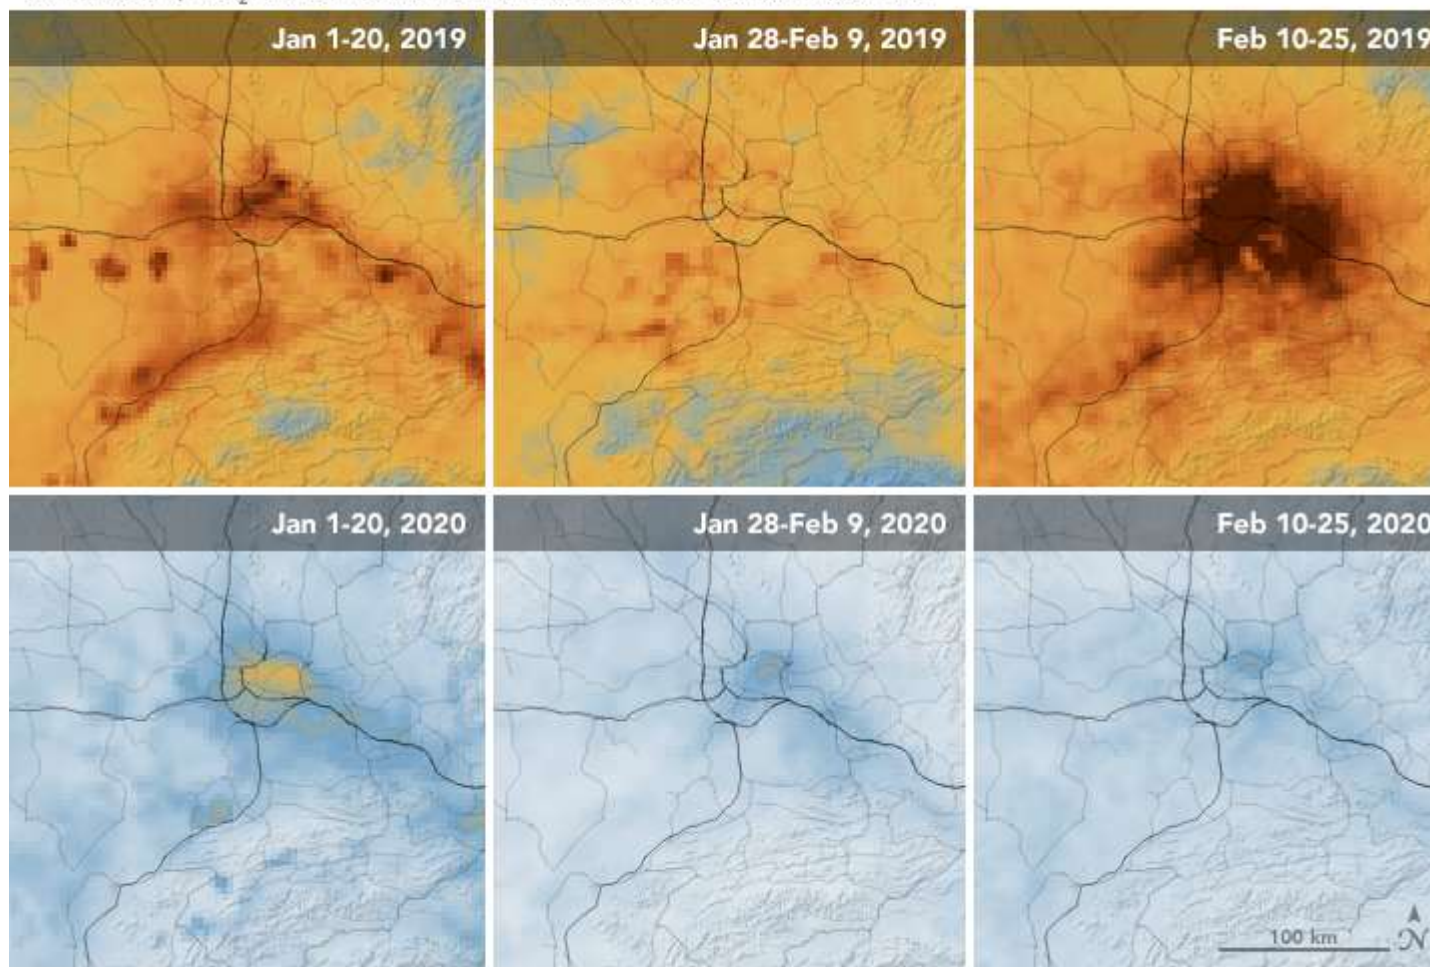 Jan 1-20, 2019
Jan 28-Feb 9, 2019
Feb 10-25, 2019
Jan 1-20, 2020
Jan 28-Feb 9, 2020
Feb 10-25, 2020
100 km
N